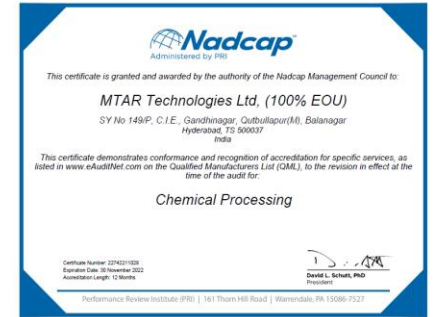 Nadcap
Administered by PRI
This certificate is granted and awarded by the authority of the Nadcap Management Council to:
MTAR Technologies Ltd, (100% EOU)
SY No 149/P, C.I.E., Gandhinagar, Qutbullapur(M), Balanagar
Hyderabad, TS 500037
India
This certificate demonstrates conformance and recognition of accreditation for specific services, as
listed in www.eAuditNet.com on the Qualified Manufacturers List (QML), to the revision in effect at the
time of the audit for:
Chemical Processing
Certificate Number: 22742211029
Expiration Date: 30 November 2022
Accreditation Length: 12 Months
David L. Schutt, PhD
President
Performance Review Institute (PRI) | 161 Thorn Hill Road | Warrendale, PA 15086-7527